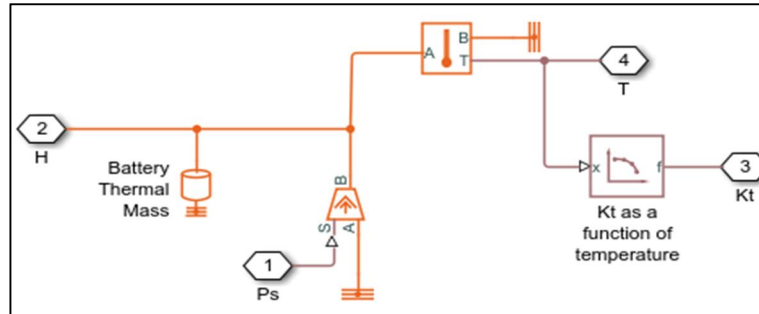 A
B
T
4
T
2
H
Battery
Thermal
Mass
B
S
A
1
Ps
x
f
3
Kt
Kt as a
function of
temperature